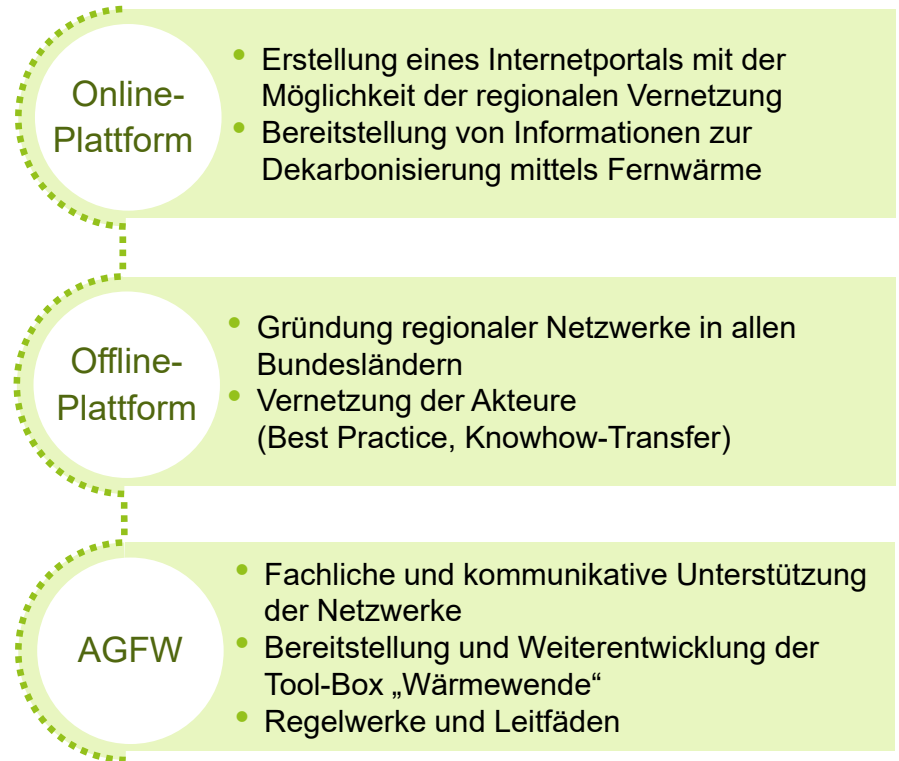 Online-
Plattform
• Erstellung eines Internetportals mit der
Möglichkeit der regionalen Vernetzung
• Bereitstellung von Informationen zur
Dekarbonisierung mittels Fernwärme
Offline-
Plattform
• Gründung regionaler Netzwerke in allen
Bundesländern
• Vernetzung der Akteure
(Best Practice, Knowhow-Transfer)
AGFW
• Fachliche und kommunikative Unterstützung
der Netzwerke
• Bereitstellung und Weiterentwicklung der
Tool-Box „Wärmewende“
• Regelwerke und Leitfäden